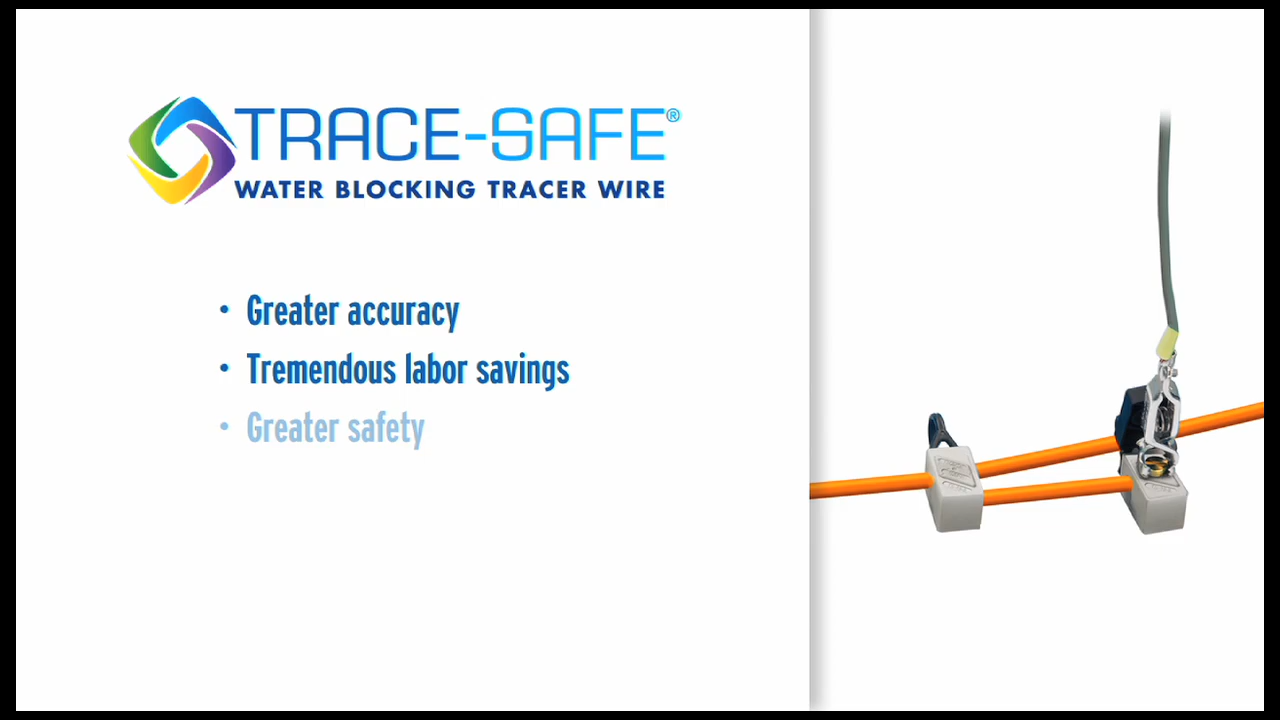 TRACE-SAFE®
WATER BLOCKING TRACER WIRE
• Greater accuracy
• Tremendous labor savings
• Greater safety